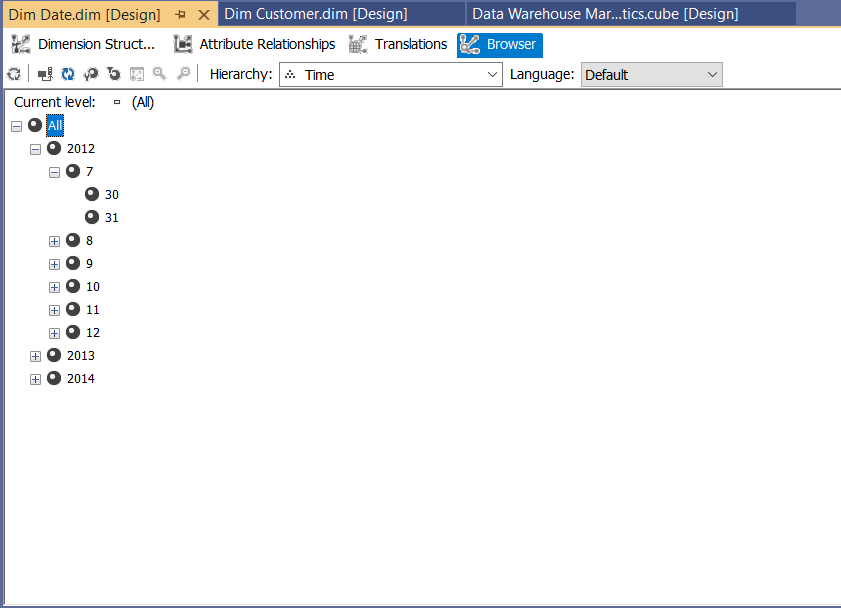 Dim Date.dim [Design] Dim Customer.dim [Design] Data Warehouse Mar...tics.cube [Design]
Dimension Struct... Attribute Relationships Translations Browser
Hierarchy: Time Language: Default
Current level: (All)
All
2012
7
30
31
8
9
10
11
12
2013
2014